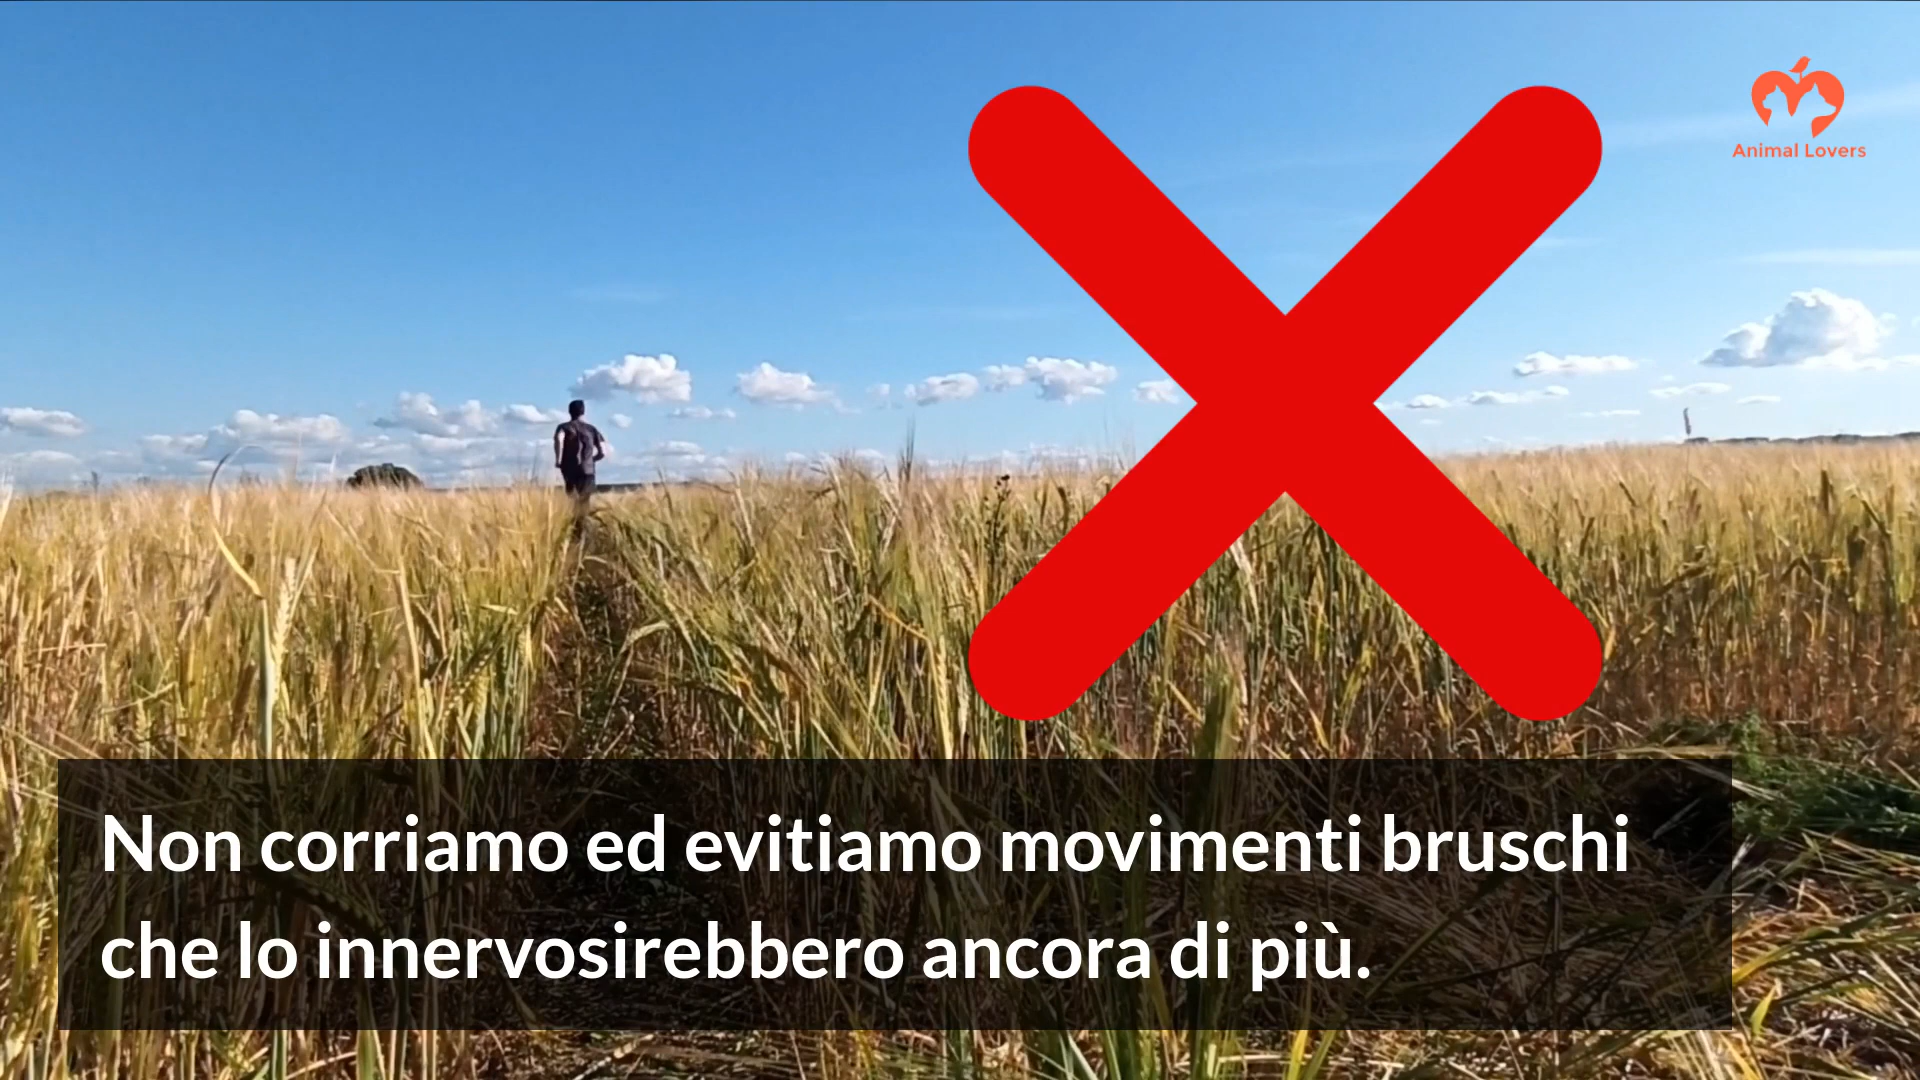 Animal Lovers
Non corriamo ed evitiamo movimenti bruschi
che lo innervosirebbero ancora di più.